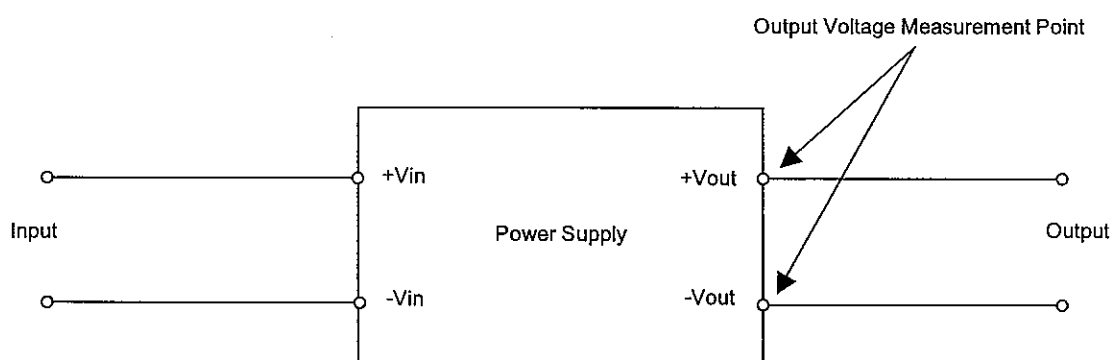 Output Voltage Measurement Point
+Vin
+Vout
Input
Power Supply
Output
-Vin
-Vout